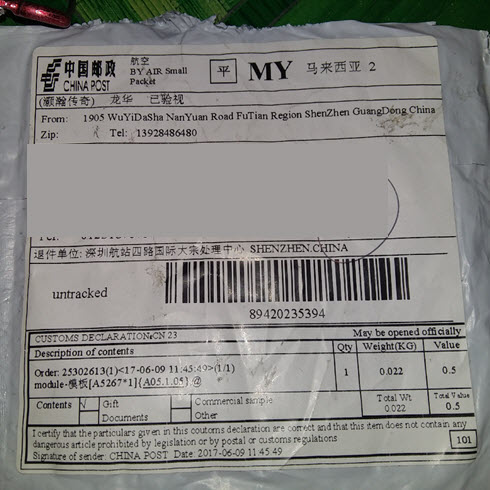 中国邮政
CHINA POST
航空
BY AIR Small
Packet
平
MY 马来西亚 2
(颍瀚传奇) 龙华 已验视
From: 1905 WuYiDaSha NanYuan Road FuTian Region ShenZhen GuangDong China
Zip: Tel: 13928486480
退件单位: 深圳航站四路国际大宗处理中心 SHENZHEN.CHINA
untracked
89420235394
CUSTOMS DECLARATION CN 23 May be opened officially
Description of contents Qty Weight(KG) Value
Order: 25302613(1)<17-06-09 11:45:49>(1/1)
module-模板[A5267*1] {A05.1.05} @
1 0.022 0.5
Contents N Gift Commercial sample
Documents Other
Total Wt
0.022
Total Value
0.5
I certify that the particulars given in this coutoms declaration are correct and that this item does not contain any
dangerous article prohibited by legislation or by postal or customs regulations
Signature of sender: CHINA POST Date: 2017-06-09 11 45 49
101